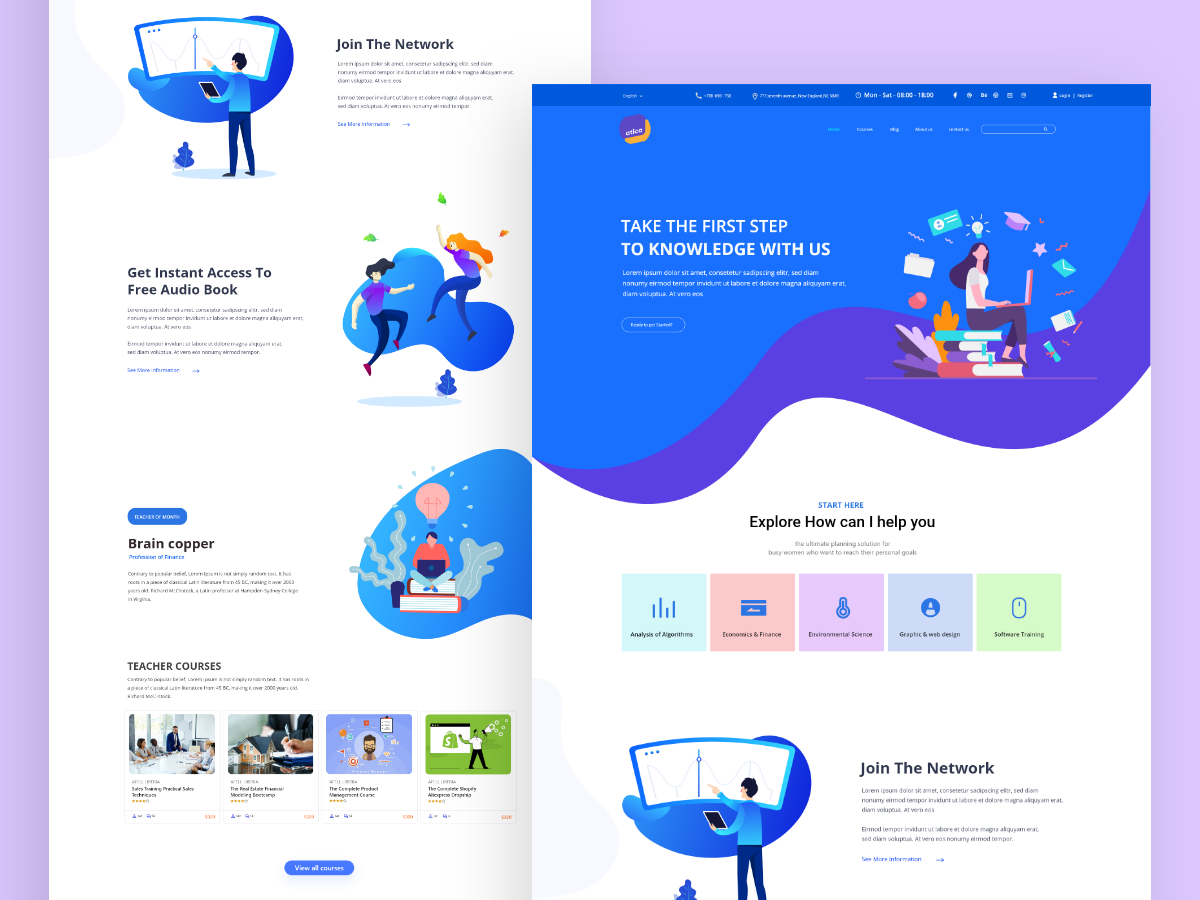 Join The Network
Lorem ipsum dolor sit amet, consetetur sadipscing elitr, sed diam
nonumy eirmod tempor invidunt ut labore et dolore magna aliquyam erat,
diam voluptua. At vero eos
Eirmod tempor invidunt ut labore et dolore magna aliquyam erat,
sed diam voluptua. At vero eos nonumy eirmod tempor.
See More Information
Get Instant Access To
Free Audio Book
Lorem ipsum dolor sit amet, consetetur sadipscing elitr, sed diam
nonumy eirmod tempor invidunt ut labore et dolore magna aliquyam erat,
diam voluptua. At vero eos
Eirmod tempor invidunt ut labore et dolore magna aliquyam erat,
sed diam voluptua. At vero eos nonumy eirmod tempor.
See More Information
TEACHER OF MONTH
Brain copper
Profession of Finance
Contrary to popular belief, Lorem Ipsum is not simply random text. It has
roots in a piece of classical Latin literature from 45 BC, making it over 2000
years old. Richard McClintock, a Latin professor at Hampden-Sydney College
in Virginia.
TEACHER COURSES
Contrary to popular belief, Lorem Ipsum is not simply random text. It has roots in
a piece of classical Latin literature from 45 BC, making it over 2000 years old.
Richard McClintock.
Sales Training Practical Sales
Techniques
$320
The Real Estate Financial
Modeling Bootcamp
$320
The Complete Product
Management Course
$320
The Complete Shopify
Aliexpress Dropship
$320
View all courses
English
Mon - Sat - 08:00 - 18:00
Bē
Login | Register
utica
Home
Courses
Blog
About us
contact us
TAKE THE FIRST STEP
TO KNOWLEDGE WITH US
Lorem ipsum dolor sit amet, consetetur sadipscing elitr, sed diam
nonumy eirmod tempor invidunt ut labore et dolore magna aliquyam erat,
diam voluptua. At vero eos
Ready to get Started?
START HERE
Explore How can I help you
the ultimate planning solution for
busy women who want to reach their personal goals
Analysis of Algorithms
Economics & Finance
Environmental Science
Graphic & web design
Software Training
Join The Network
Lorem ipsum dolor sit amet, consetetur sadipscing elitr, sed diam
nonumy eirmod tempor invidunt ut labore et dolore magna aliquyam erat,
diam voluptua. At vero eos
Eirmod tempor invidunt ut labore et dolore magna aliquyam erat,
sed diam voluptua. At vero eos nonumy eirmod tempor.
See More Information